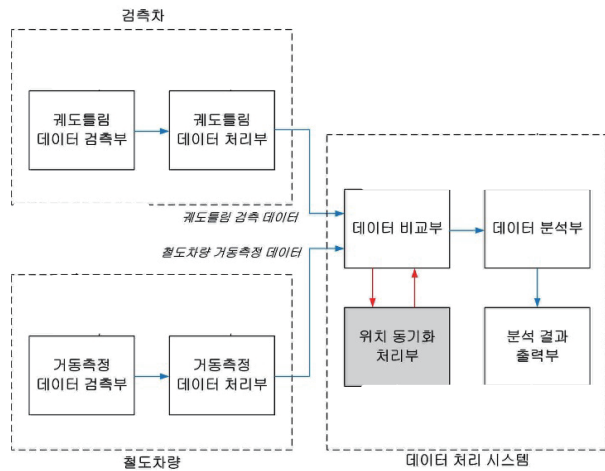 검측차
궤도틀림
데이터 검측부
궤도틀림
데이터 처리부
궤도틀림 검측 데이터
철도차량 거동측정 데이터
거동측정
데이터 검측부
거동측정
데이터 처리부
철도차량
데이터 비교부
데이터 분석부
위치 동기화
처리부
분석 결과
출력부
데이터 처리 시스템